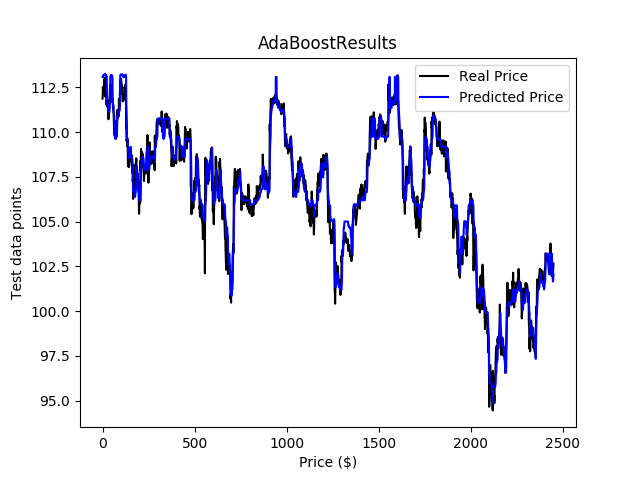 AdaBoostResults
Real Price
Predicted Price
112.5
110.0
107.5
105.0
102.5
100.0
97.5
95.0
Test data points
0 500 1000 1500 2000 2500
Price ($)